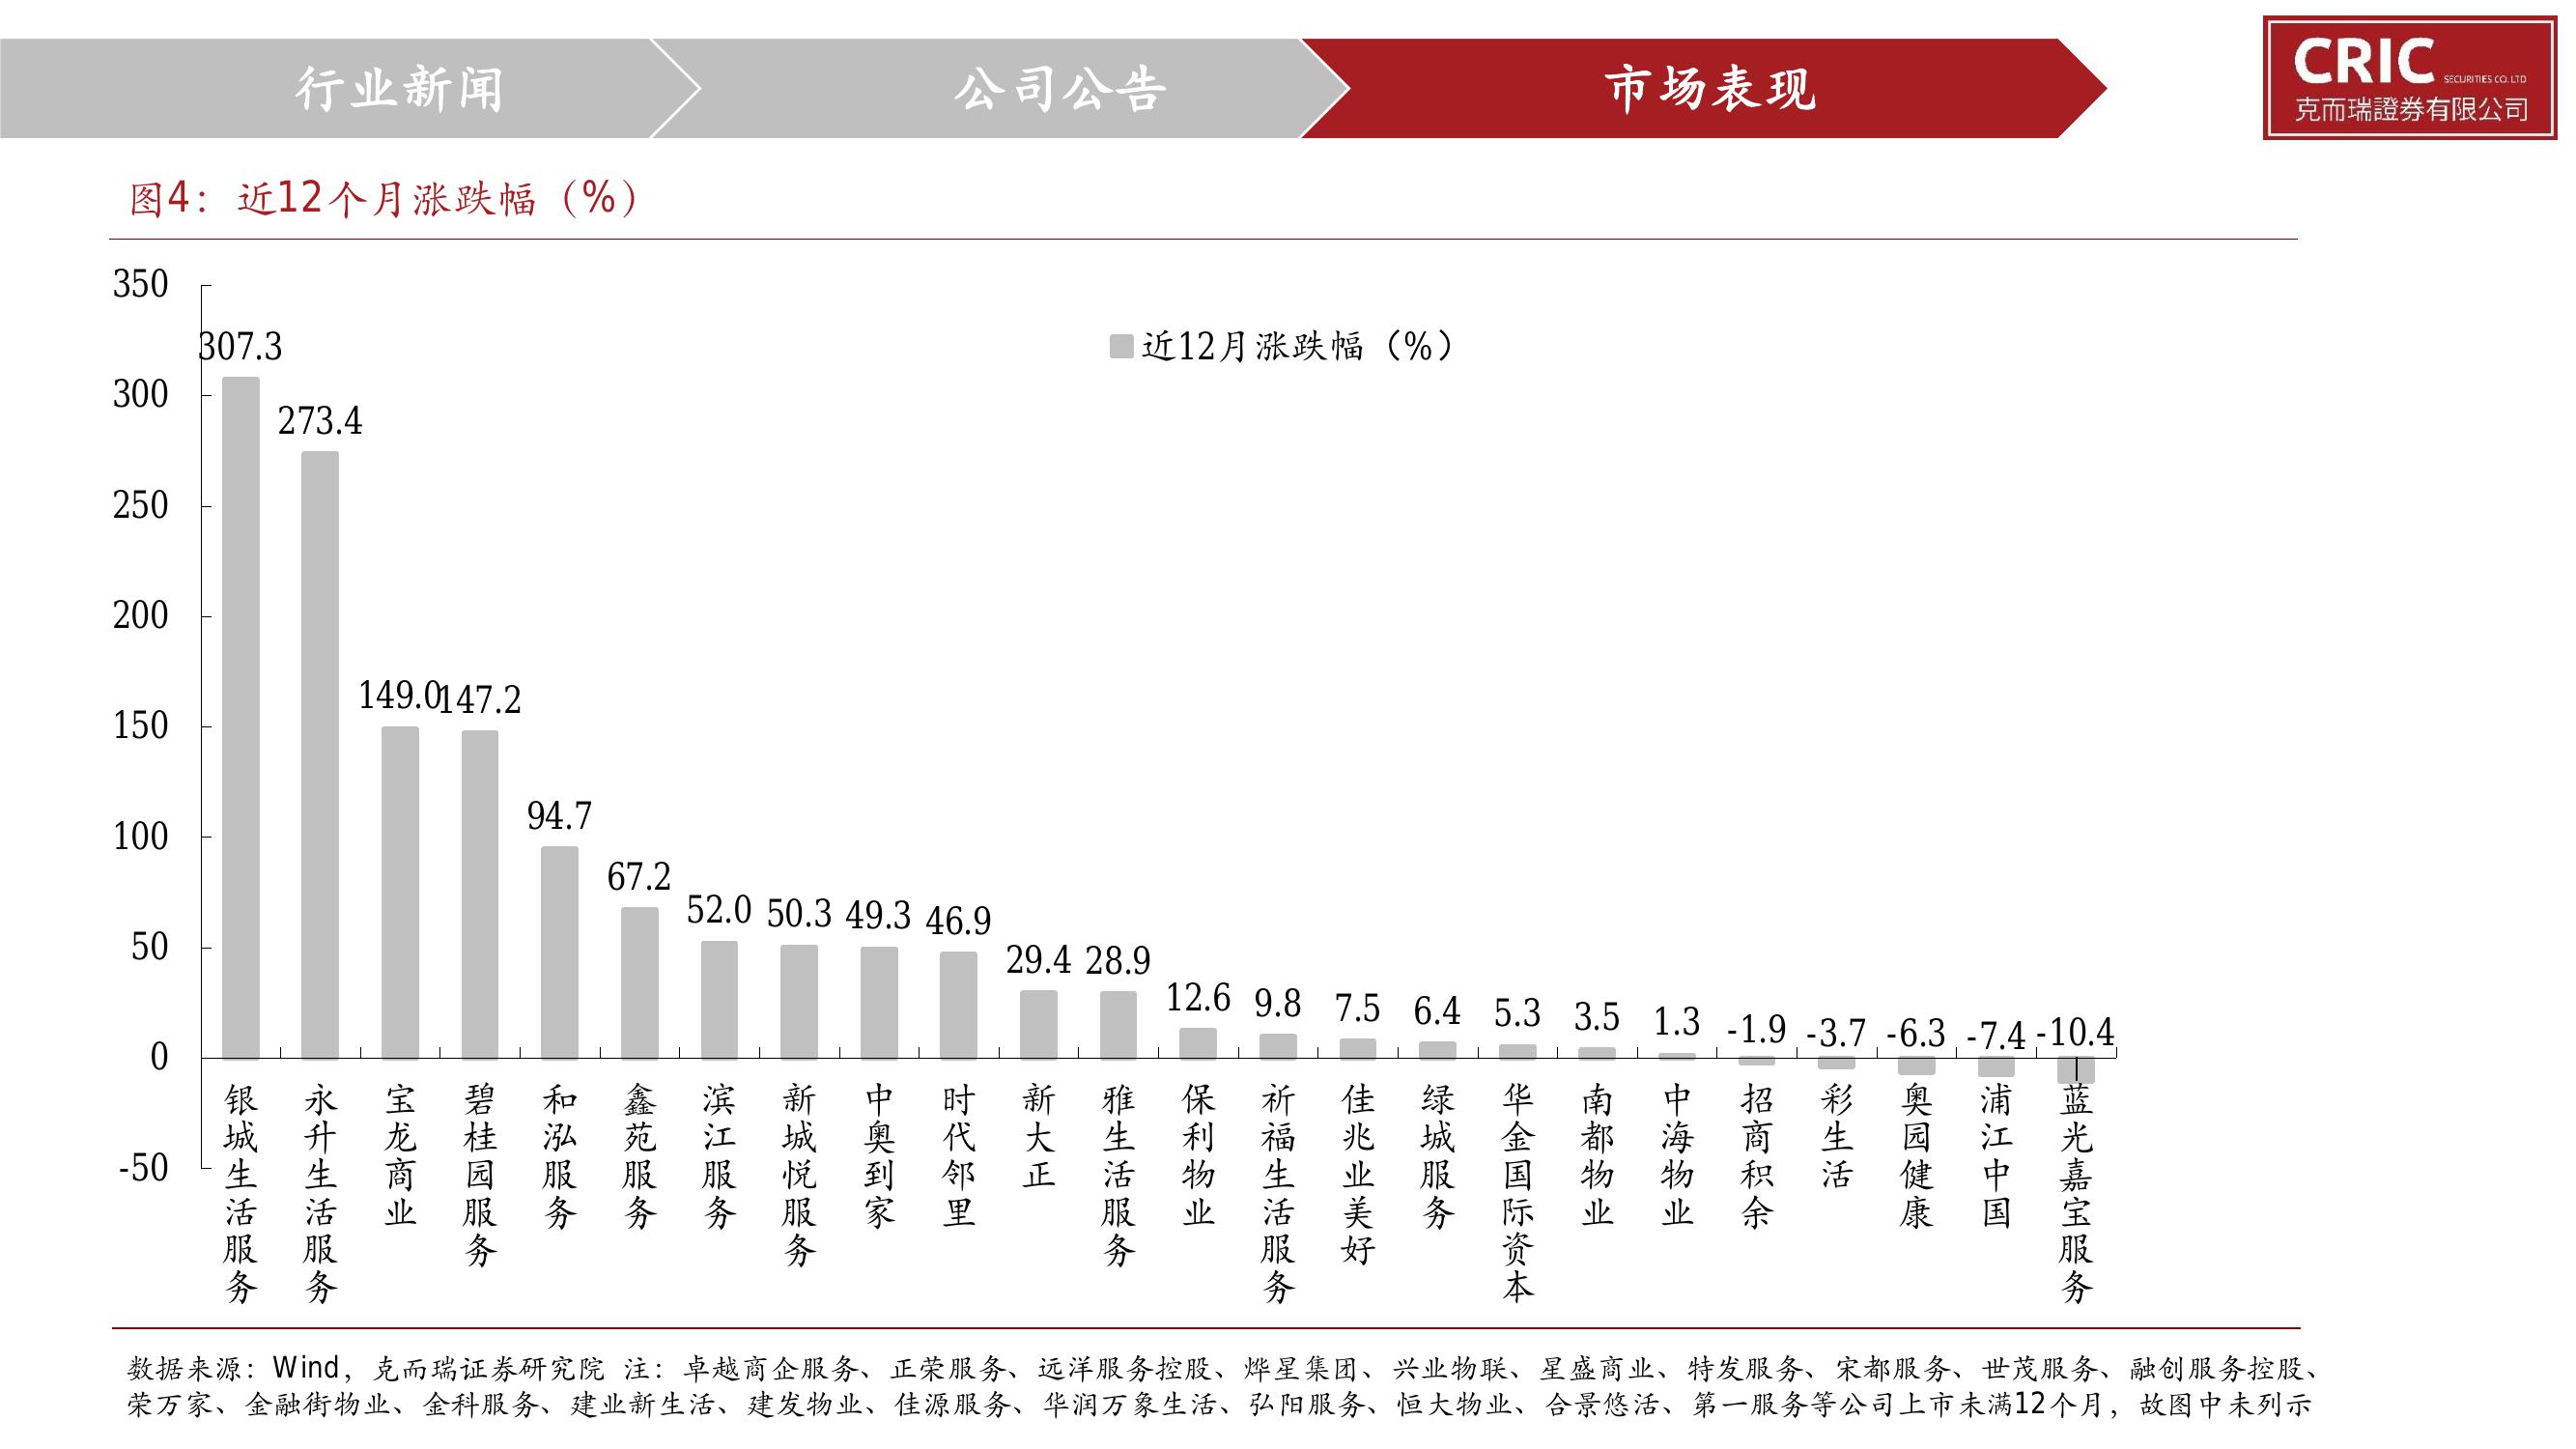 行业新闻
公司公告
市场表现
CRIC SECURITIES CO. LTD
克而瑞證券有限公司
图4：近12个月涨跌幅（%）
近12月涨跌幅（%）
350
300
250
200
150
100
50
0
-50
307.3
273.4
149.0
147.2
94.7
67.2
52.0
50.3
49.3
46.9
29.4
28.9
12.6
9.8
7.5
6.4
5.3
3.5
1.3
-1.9
-3.7
-6.3
-7.4
-10.4
银城生活服务
永升生活服务
宝龙商业
碧桂园服务
和泓服务
鑫苑服务
滨江服务
新城悦服务
中奥到家
时代邻里
新大正
雅生活服务
保利物业
祈福生活服务
佳兆业美好
绿城服务
华金国际资本
南都物业
中海物业
招商积余
彩生活
奥园健康
浦江中国
蓝光嘉宝服务
数据来源：Wind，克而瑞证券研究院 注：卓越商企服务、正荣服务、远洋服务控股、烨星集团、兴业物联、星盛商业、特发服务、宋都服务、世茂服务、融创服务控股、
荣万家、金融街物业、金科服务、建业新生活、建发物业、佳源服务、华润万象生活、弘阳服务、恒大物业、合景悠活、第一服务等公司上市未满12个月，故图中未列示